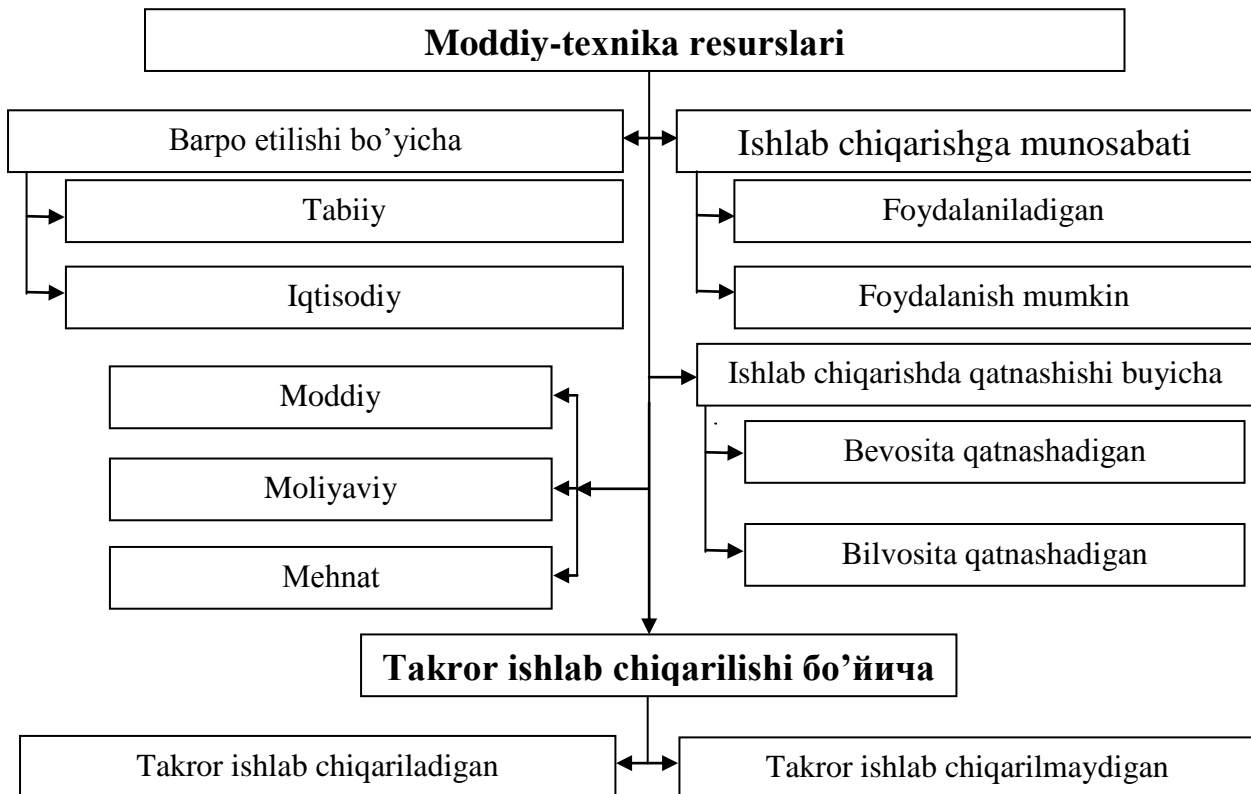 Moddiy-texnika resurslari
Barpo etilishi bo’yicha
Tabiiy
Iqtisodiy
Ishlab chiqarishga munosabati
Foydalaniladigan
Foydalanish mumkin
Moddiy
Moliyaviy
Mehnat
Ishlab chiqarishda qatnashishi buyicha
Bevosita qatnashadigan
Bilvosita qatnashadigan
Takror ishlab chiqarilishi бо’йича
Takror ishlab chiqariladigan
Takror ishlab chiqarilmaydigan